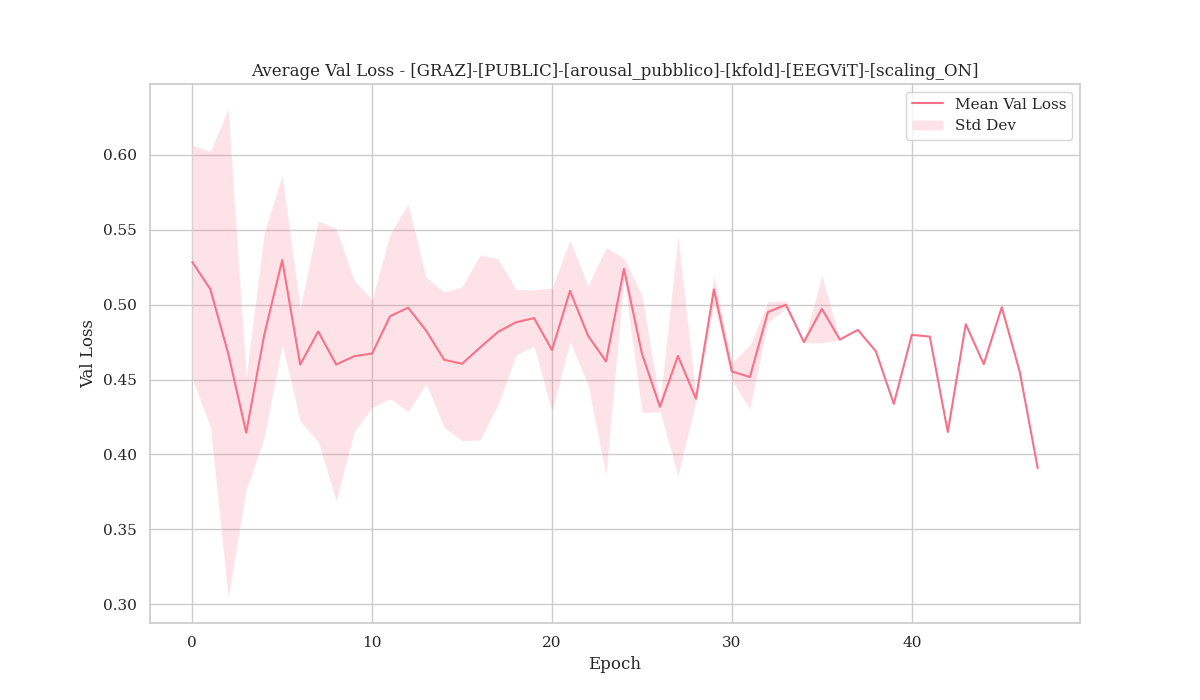 Average Val Loss - [GRAZ]-[PUBLIC]-[arousal_pubblico]-[kfold]-[EEGViT]-[scaling_ON]
Mean Val Loss
Std Dev
0.60
0.55
0.50
0.45
0.40
0.35
0.30
Val Loss
0
10
20
30
40
Epoch